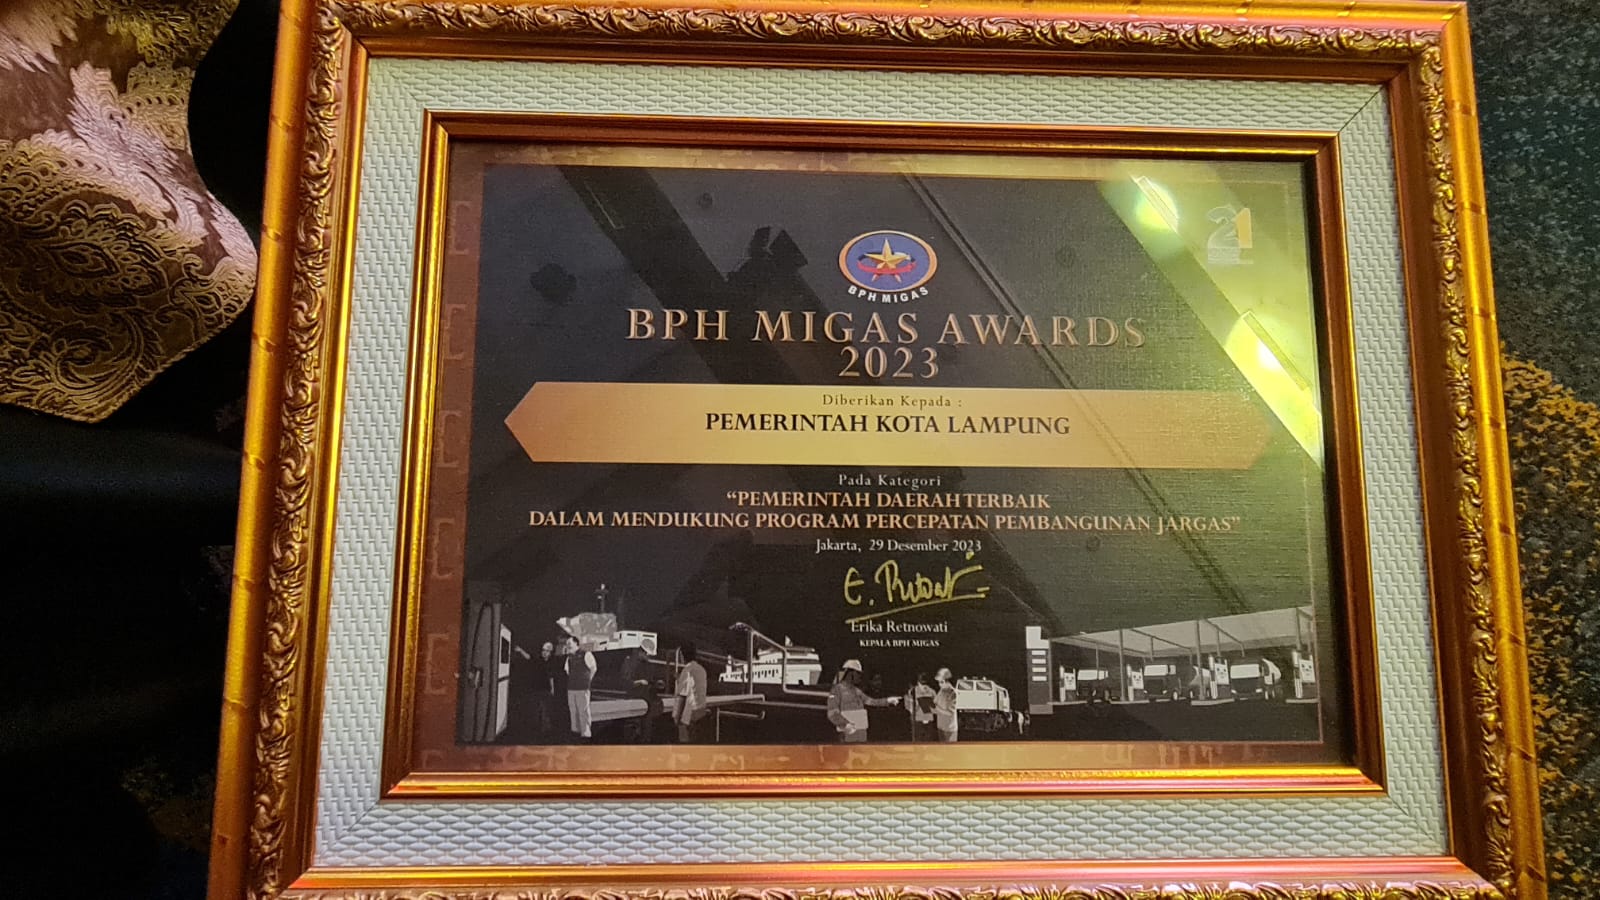 21
BPH MIGAS
BPH MIGAS AWARDS
2023
Diberikan Kepada :
PEMERINTAH KOTA LAMPUNG
Pada Kategori
“PEMERINTAH DAERAH TERBAIK
DALAM MENDUKUNG PROGRAM PERCEPATAN PEMBANGUNAN JARGAS”
Jakarta, 29 Desember 2023
Erika Retnowati
KEPALA BPH MIGAS